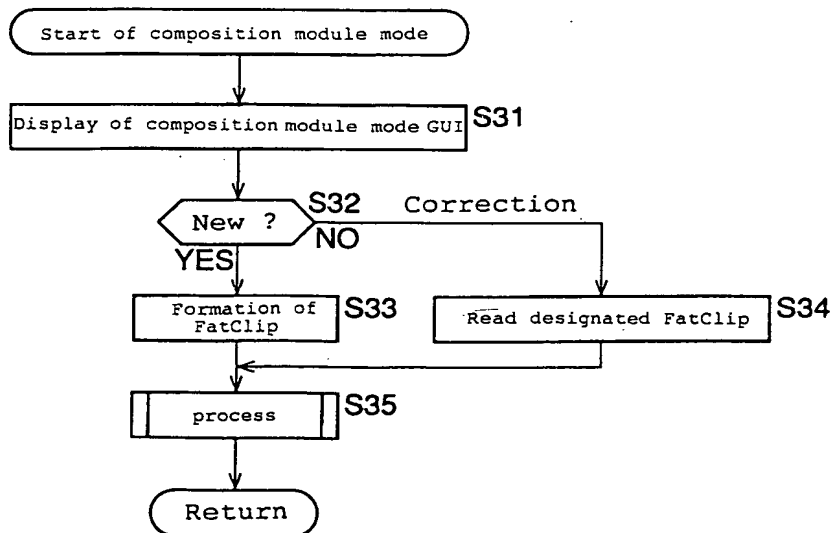 Start of composition module mode
Display of composition module mode GUI S31
S32
New ? Correction
NO
YES
Formation of
FatClip
S33
Read designated FatClip S34
process S35
Return